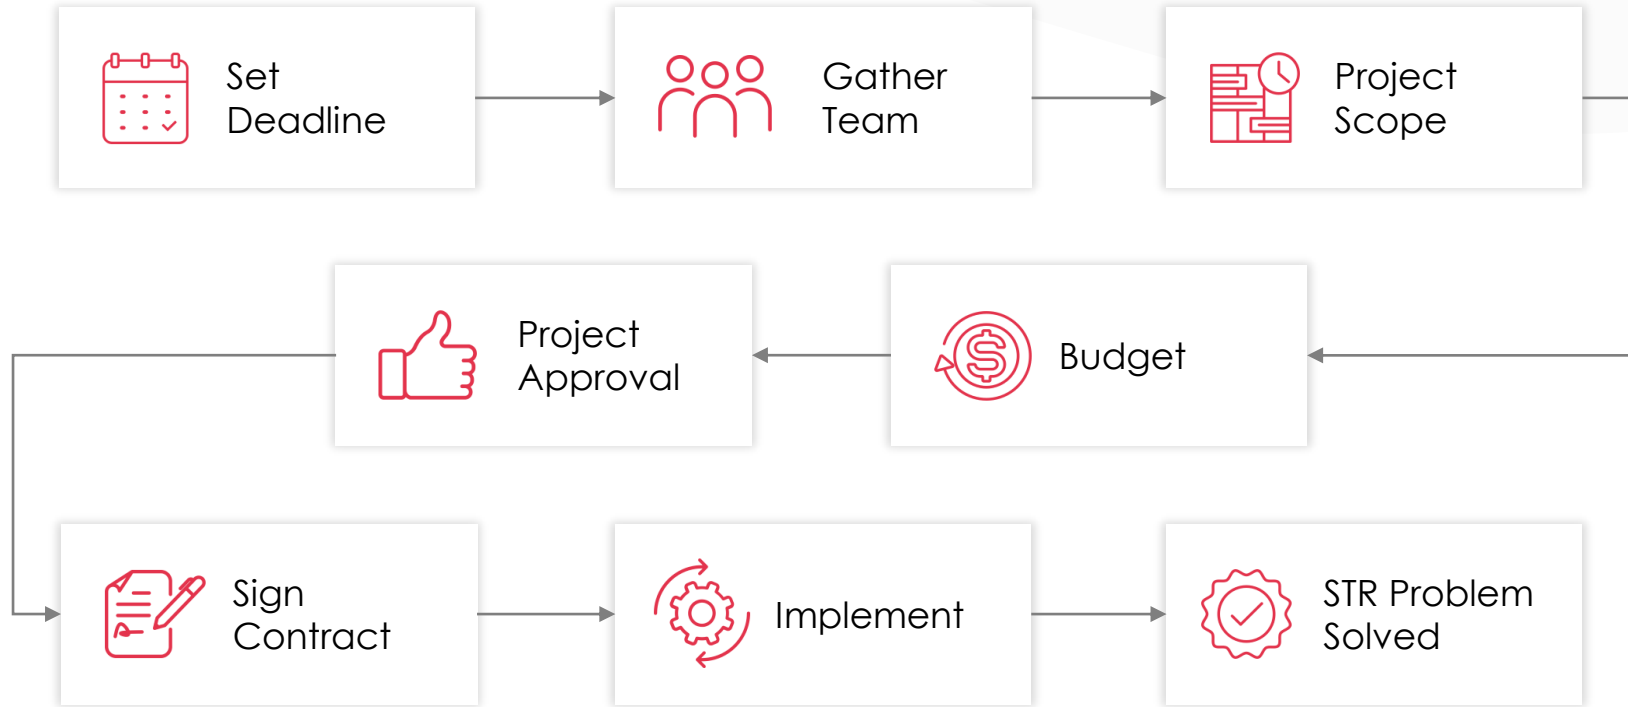 Set
Deadline
Gather
Team
Project
Scope
Budget
Project
Approval
Sign
Contract
Implement
STR Problem
Solved